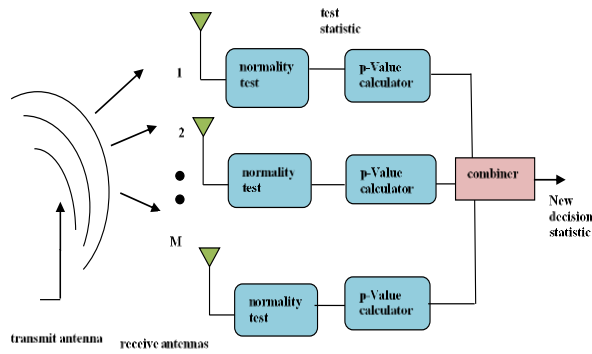 test
statistic
1
normality
test
p-Value
calculator
2
normality
test
p-Value
calculator
combiner
New
decision
statistic
M
normality
test
p-Value
calculator
transmit antenna
receive antennas